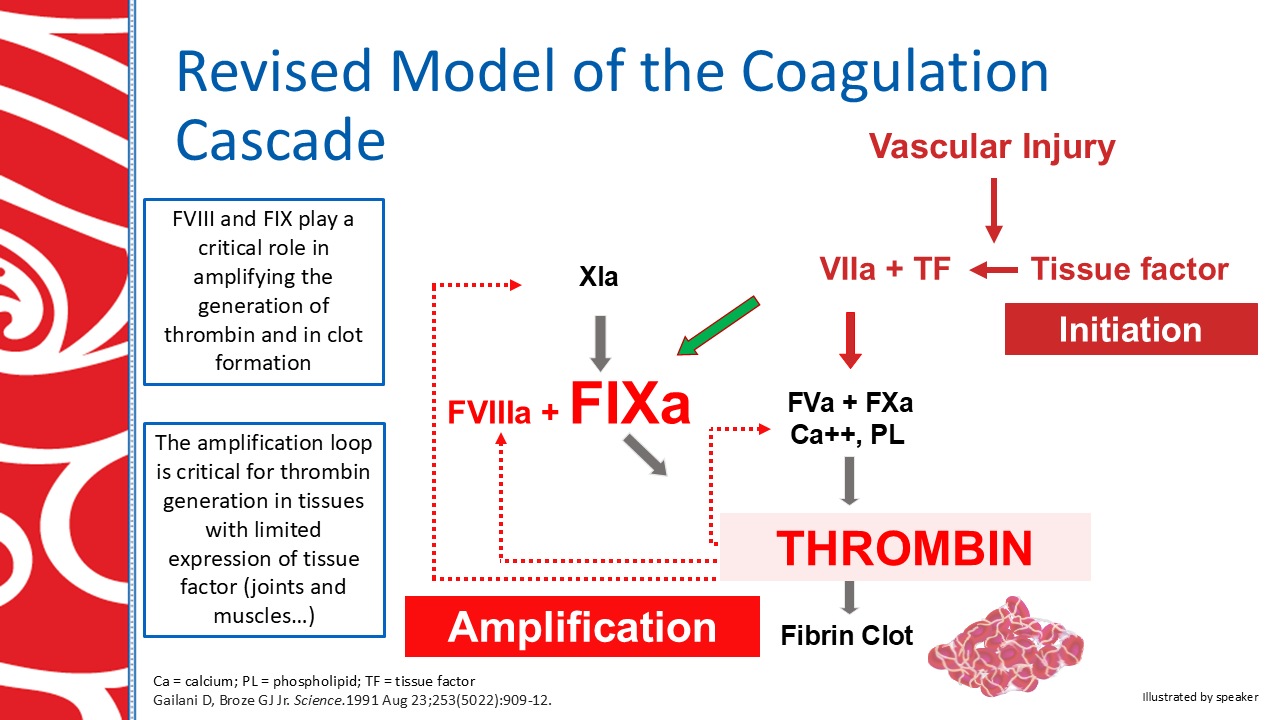 Revised Model of the Coagulation
Cascade
Vascular Injury
FVIII and FIX play a
critical role in
amplifying the
generation of
thrombin and in clot
formation
XIa
VIIa + TF
Tissue factor
Initiation
FVIIIa + FIXa
FVa + FXa
Ca++, PL
The amplification loop
is critical for thrombin
generation in tissues
with limited
expression of tissue
factor (joints and
muscles…)
THROMBIN
Amplification
Fibrin Clot
Ca = calcium; PL = phospholipid; TF = tissue factor
Gailani D, Broze GJ Jr. Science.1991 Aug 23;253(5022):909-12.
Illustrated by speaker